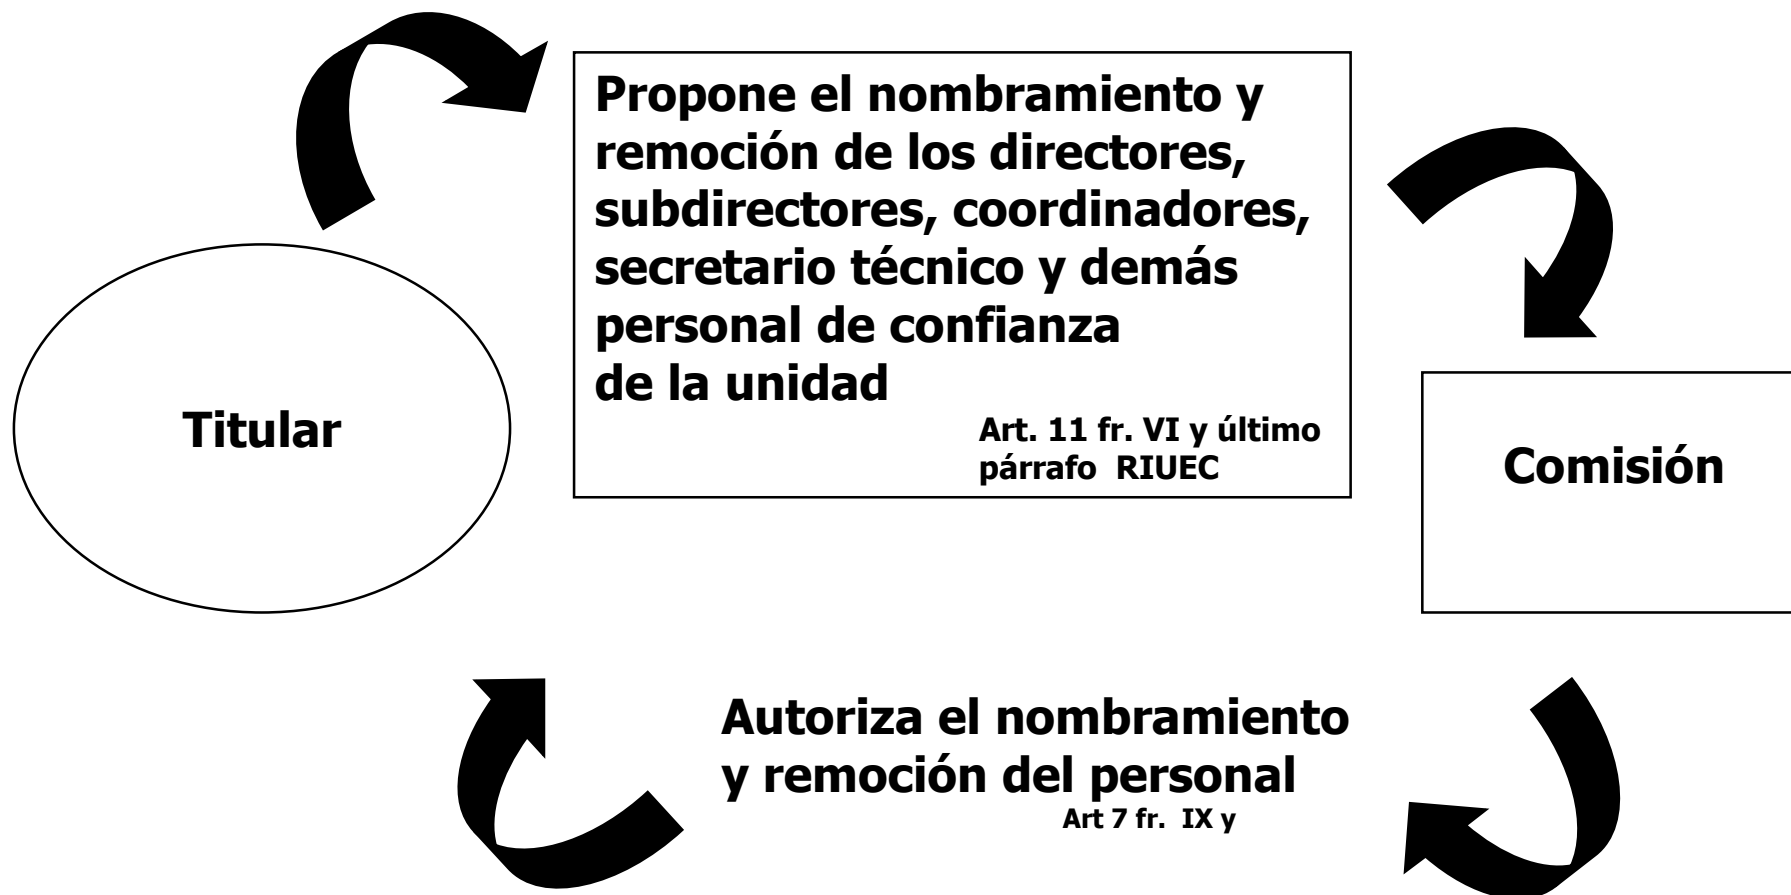 Propone el nombramiento y
remoción de los directores,
subdirectores, coordinadores,
secretario técnico y demás
personal de confianza
de la unidad
Art. 11 fr. VI y último
párrafo RIUEC
Titular
Comisión
Autoriza el nombramiento
y remoción del personal
Art 7 fr. IX y